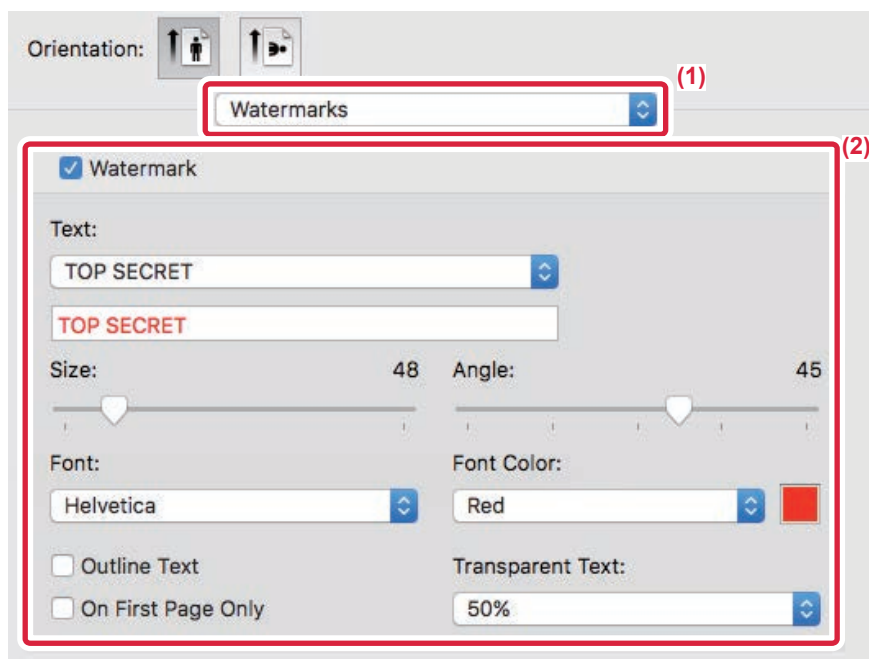 Orientation:
(1)
Watermarks
(2)
Watermark
Text:
TOP SECRET
TOP SECRET
Size: 48 Angle: 45
Font: Font Color:
Helvetica Red
Outline Text Transparent Text:
On First Page Only 50%